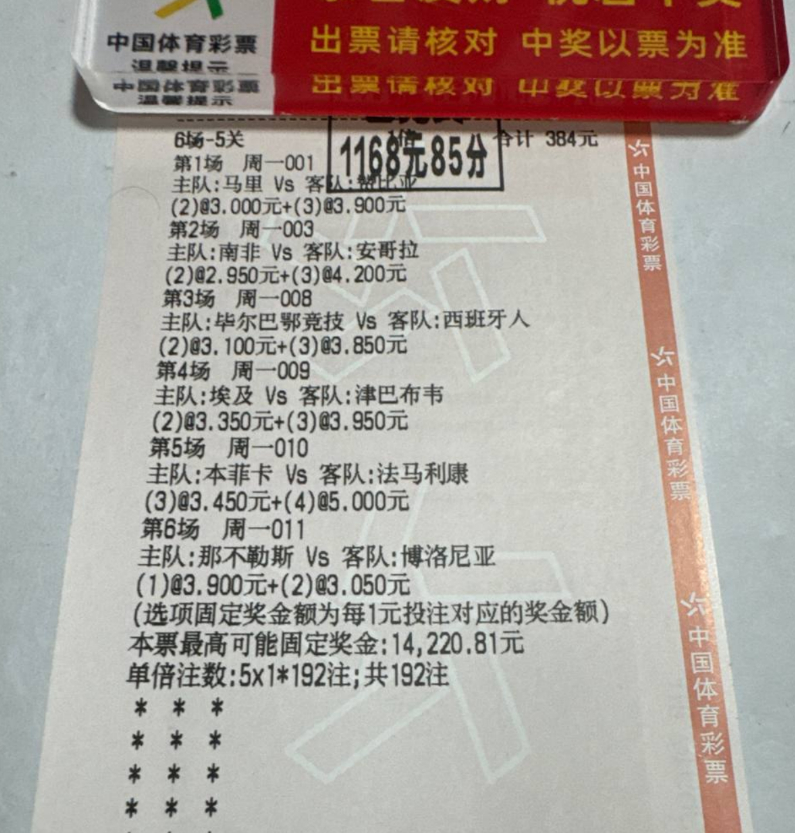 中国体育彩票
温馨提示
出票请核对 中奖以票为准
中国体育彩票
温馨提示
出票请核对 中奖以票为准
6场-5关 1倍 合计 384元
1168元85分
第1场 周一001
主队:马里 Vs 客队:赞比亚
(2)@3.000元+(3)@3.900元
第2场 周一003
主队:南非 Vs 客队:安哥拉
(2)@2.950元+(3)@4.200元
第3场 周一008
主队:毕尔巴鄂竞技 Vs 客队:西班牙人
(2)@3.100元+(3)@3.850元
第4场 周一009
主队:埃及 Vs 客队:津巴布韦
(2)@3.350元+(3)@3.950元
第5场 周一010
主队:本菲卡 Vs 客队:法马利康
(3)@3.450元+(4)@5.000元
第6场 周一011
主队:那不勒斯 Vs 客队:博洛尼亚
(1)@3.900元+(2)@3.050元
(选项固定奖金额为每1元投注对应的奖金额)
本票最高可能固定奖金:14,220.81元
单倍注数:5x1*192注;共192注
* * *
* * *
* * *
* * *
中国体育彩票
中国体育彩票
中国体育彩票